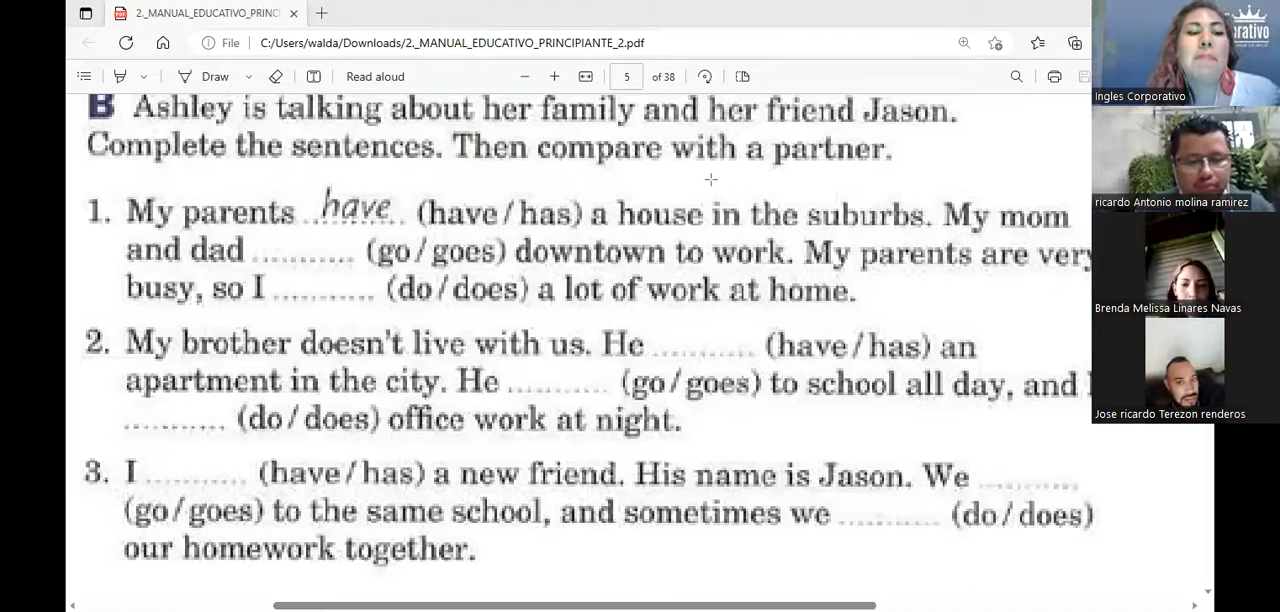 2._MANUAL_EDUCATIVO_PRINCI
File C:/Users/walda/Downloads/2._MANUAL_EDUCATIVO_PRINCIPIANTE_2.pdf
Draw Read aloud 5 of 38
B Ashley is talking about her family and her friend Jason.
Complete the sentences. Then compare with a partner.
1. My parents have (have/has) a house in the suburbs. My mom
and dad .......... (go/goes) downtown to work. My parents are very
busy, so I .......... (do/does) a lot of work at home.
2. My brother doesn't live with us. He .......... (have/has) an
apartment in the city. He .......... (go/goes) to school all day, and
.......... (do/does) office work at night.
3. I .......... (have/has) a new friend. His name is Jason. We ..........
(go/goes) to the same school, and sometimes we .......... (do/does)
our homework together.
Ingles Corporativo
ricardo Antonio molina ramirez
Brenda Melissa Linares Navas
Jose ricardo Terezon renderos